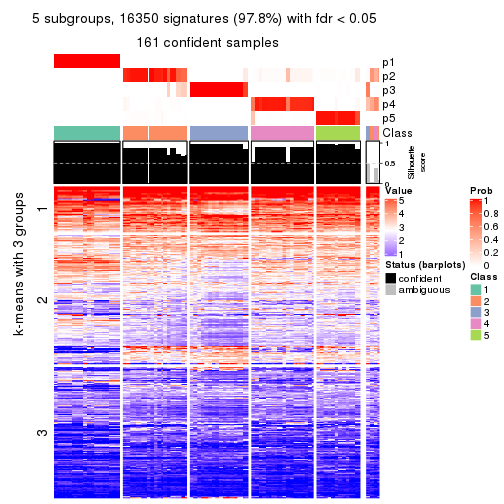 5 subgroups, 16350 signatures (97.8%) with fdr < 0.05
161 confident samples
p1
p2
p3
p4
p5
Class
1
0.5
0
Silhouette
score
k-means with 3 groups
1
2
3
Value
5
4
3
2
1
Status (barplots)
confident
ambiguous
Prob
1
0.8
0.6
0.4
0.2
0
Class
1
2
3
4
5